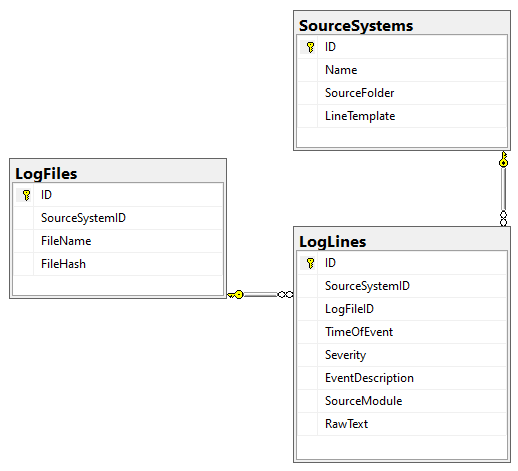 SourceSystems
ID
Name
SourceFolder
LineTemplate
LogFiles
ID
SourceSystemID
FileName
FileHash
LogLines
ID
SourceSystemID
LogFileID
TimeOfEvent
Severity
EventDescription
SourceModule
RawText